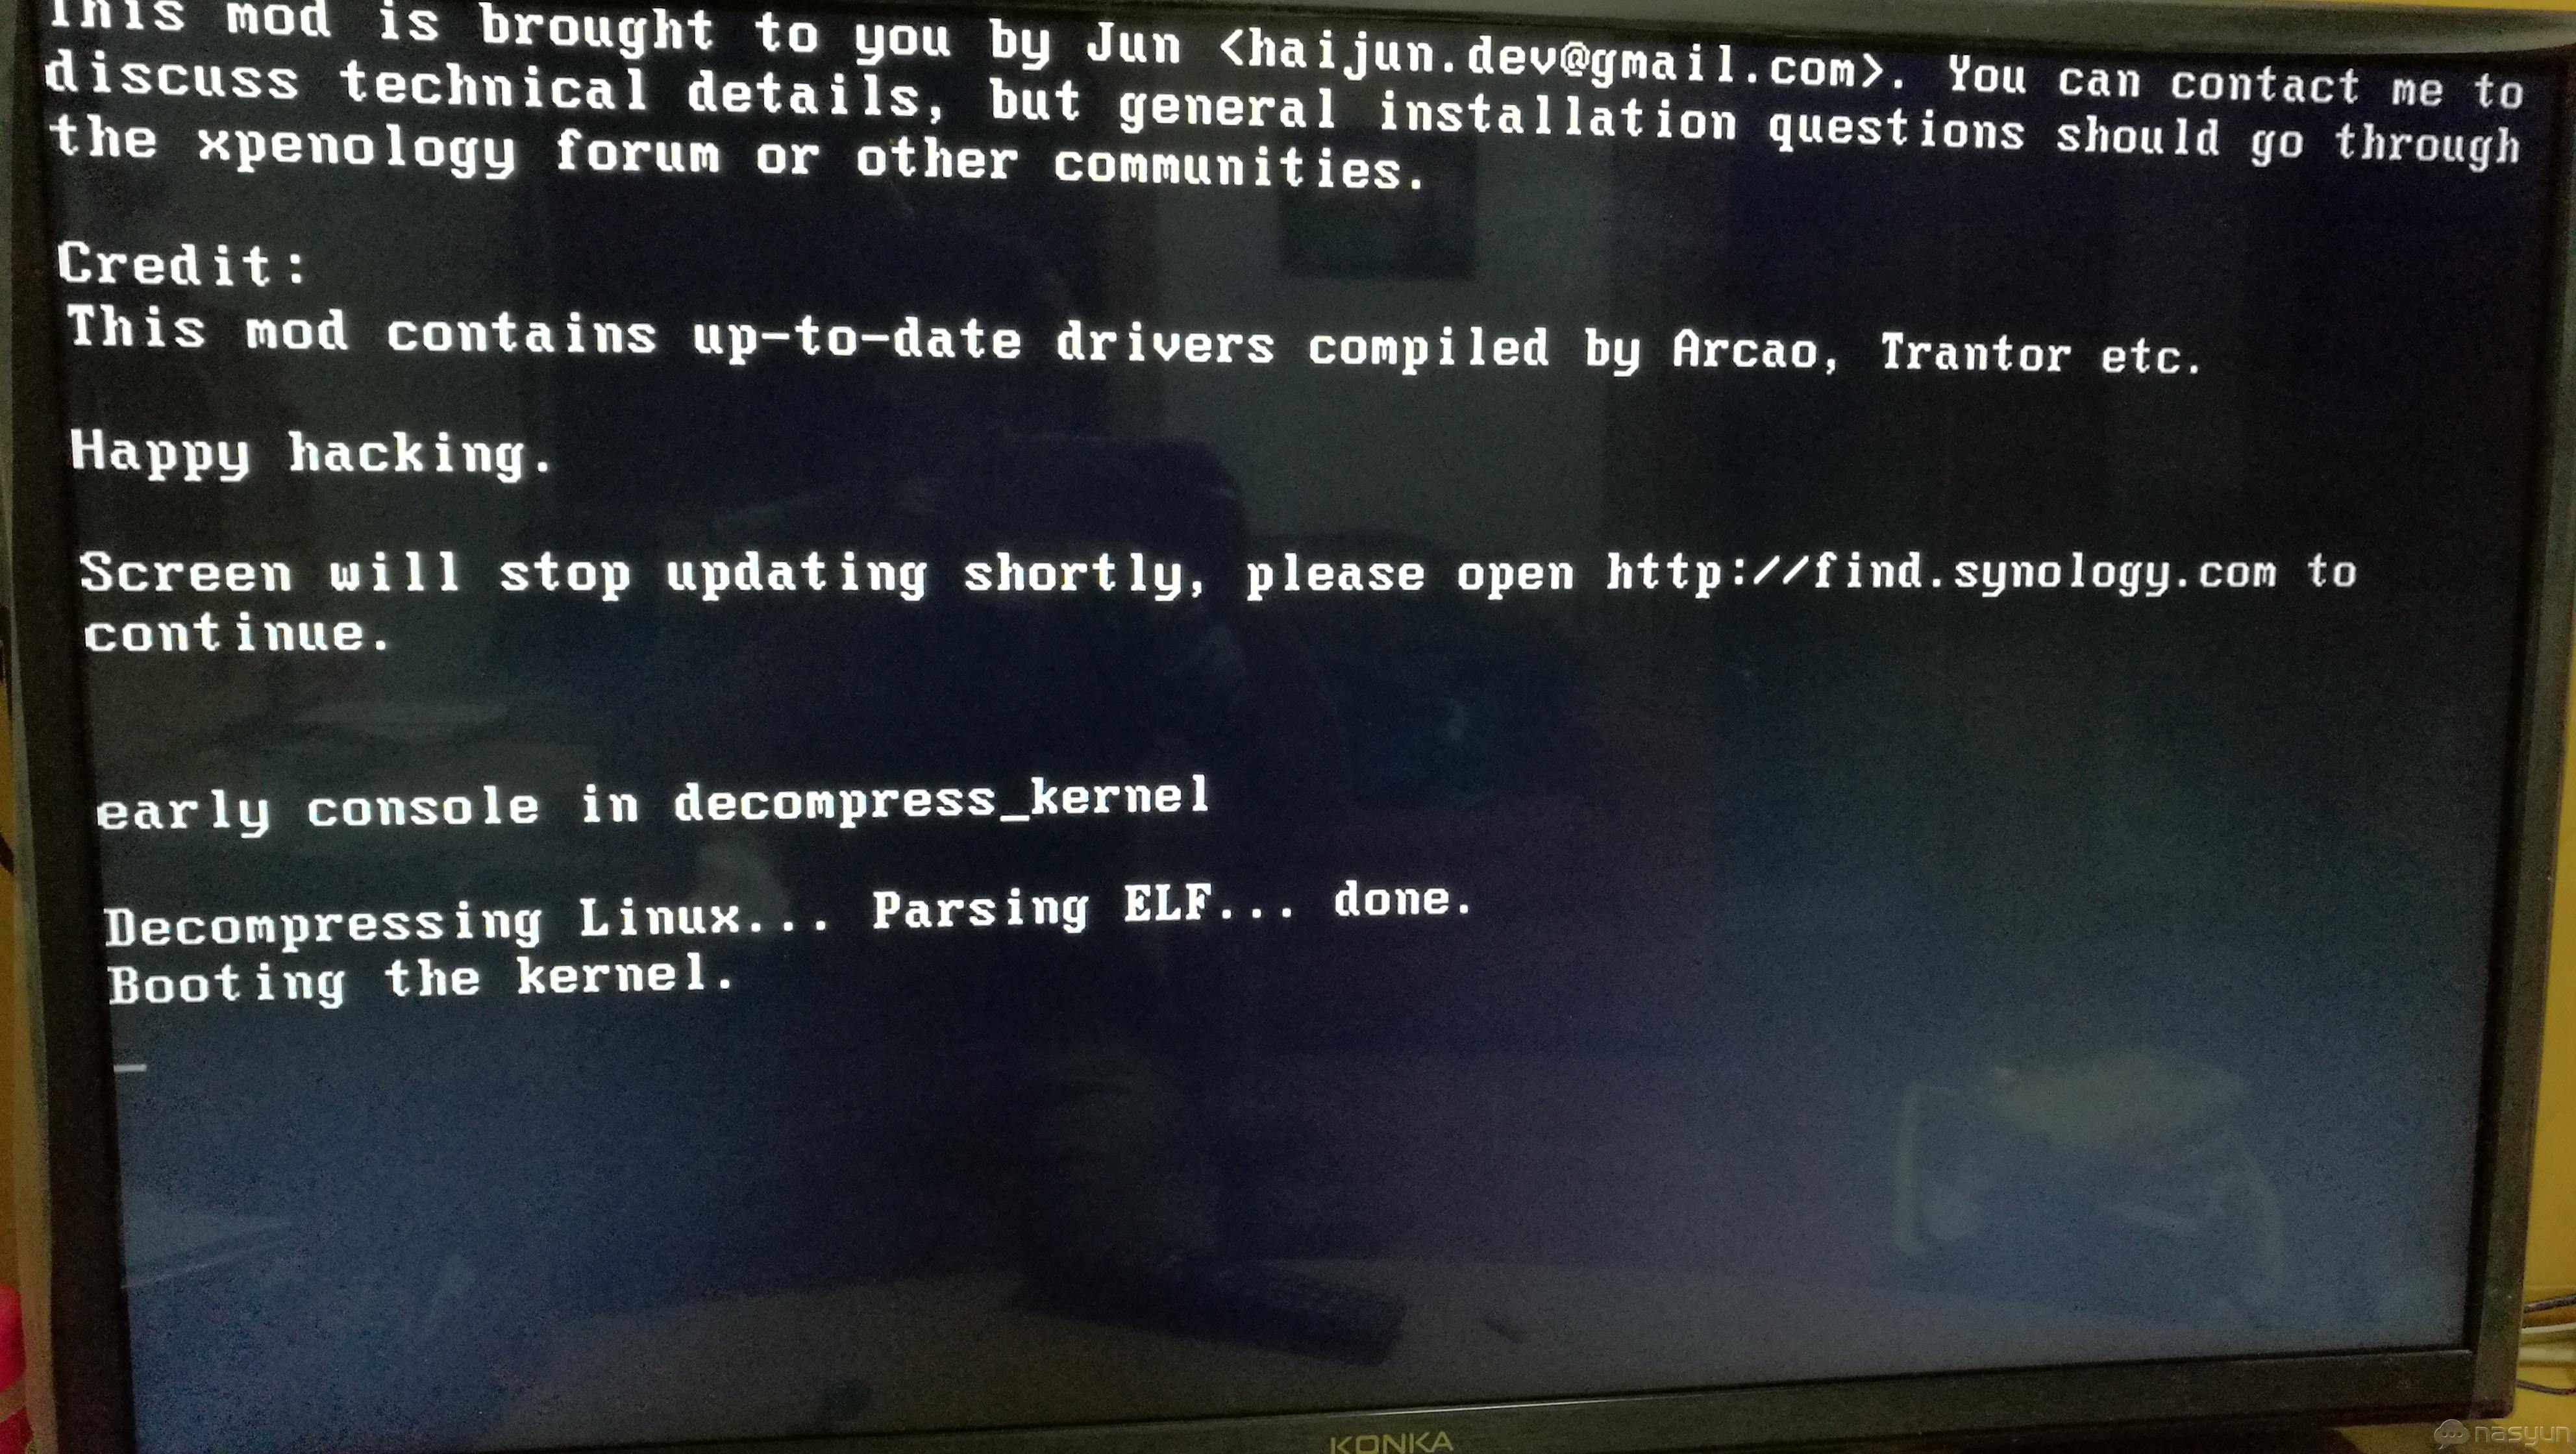 This mod is brought to you by Jun <haijun.dev@gmail.com>. You can contact me to
discuss technical details, but general installation questions should go through
the xpenology forum or other communities.
Credit:
This mod contains up-to-date drivers compiled by Arcao, Trantor etc.
Happy hacking.
Screen will stop updating shortly, please open http://find.synology.com to
continue.
early console in decompress_kernel
Decompressing Linux... Parsing ELF... done.
Booting the kernel.
_
KONKA
nasyun